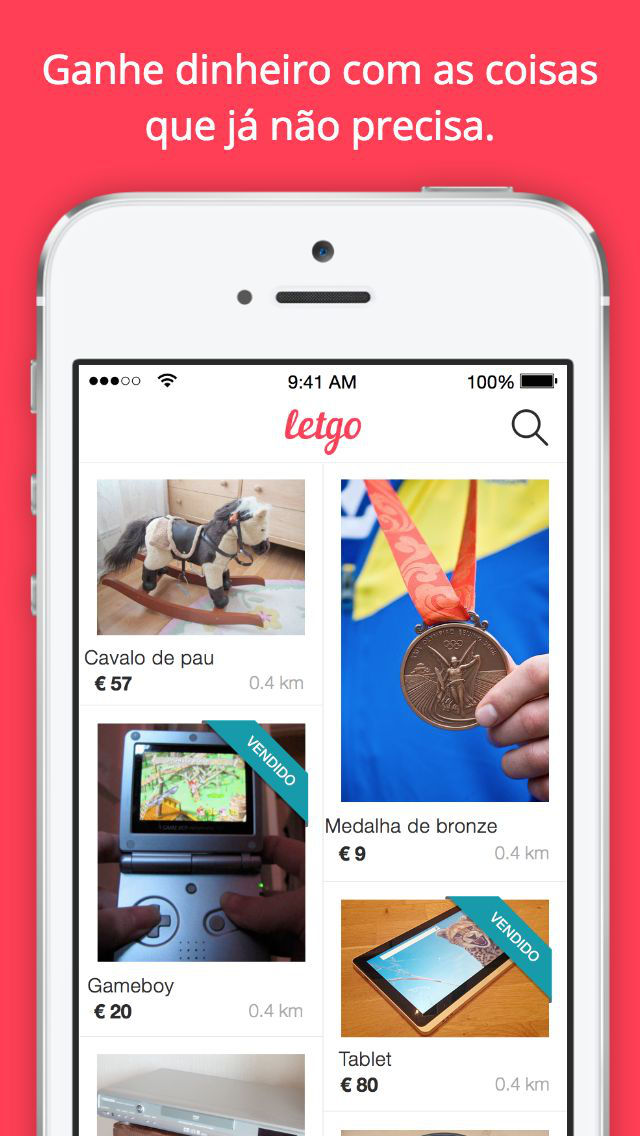 Ganhe dinheiro com as coisas
que já não precisa.
9:41 AM
100%
letgo
Cavalo de pau
€ 57
0.4 km
Medalha de bronze
€ 9
0.4 km
VENDIDO
Gameboy
€ 20
0.4 km
VENDIDO
Tablet
€ 80
0.4 km